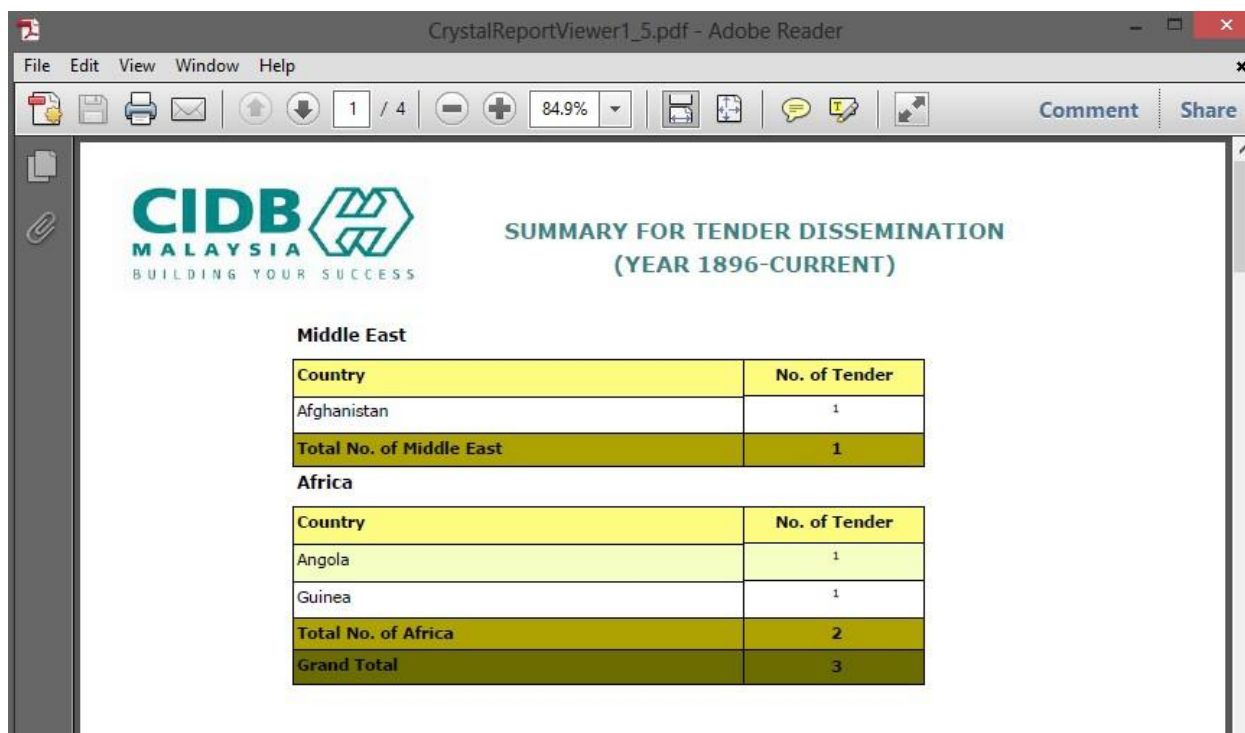 CrystalReportViewer1_5.pdf - Adobe Reader
File Edit View Window Help
1 / 4 84.9% Comment Share
CIDB
MALAYSIA
BUILDING YOUR SUCCESS
SUMMARY FOR TENDER DISSEMINATION
(YEAR 1896-CURRENT)
Middle East
Country No. of Tender
Afghanistan 1
Total No. of Middle East 1
Africa
Country No. of Tender
Angola 1
Guinea 1
Total No. of Africa 2
Grand Total 3